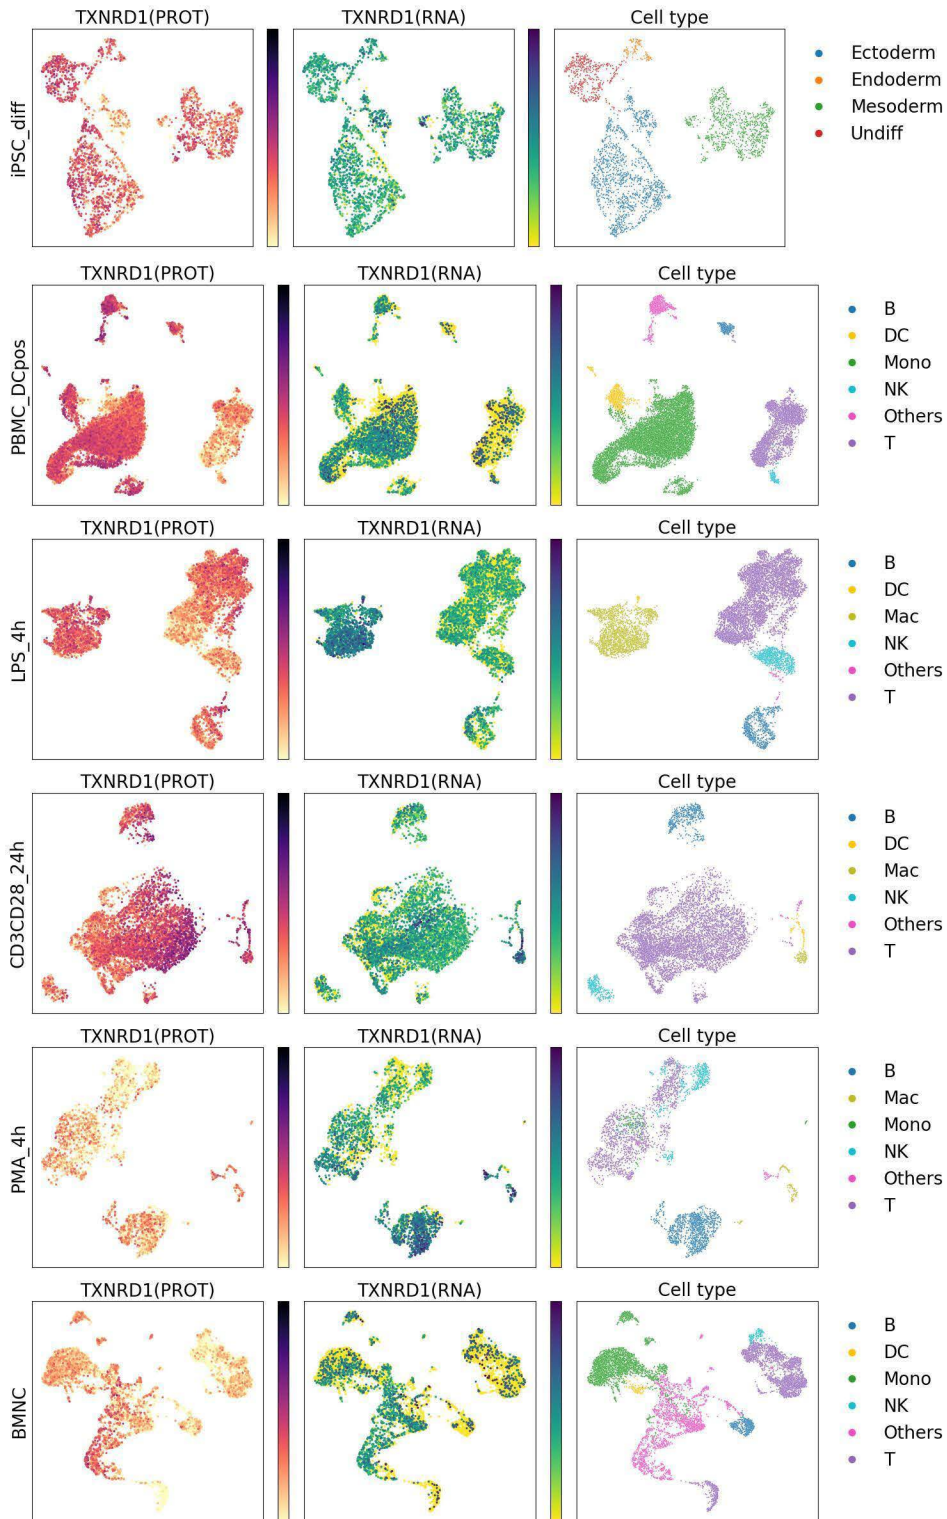 TXNRD1(PROT) TXNRD1(RNA) Cell type
iPSC_diff
Ectoderm
Endoderm
Mesoderm
Undiff
TXNRD1(PROT) TXNRD1(RNA) Cell type
PBMC_DCpos
B
DC
Mono
NK
Others
T
TXNRD1(PROT) TXNRD1(RNA) Cell type
LPS_4h
B
DC
Mac
NK
Others
T
TXNRD1(PROT) TXNRD1(RNA) Cell type
CD3CD28_24h
B
DC
Mac
NK
Others
T
TXNRD1(PROT) TXNRD1(RNA) Cell type
PMA_4h
B
Mac
Mono
NK
Others
T
TXNRD1(PROT) TXNRD1(RNA) Cell type
BMNC
B
DC
Mono
NK
Others
T